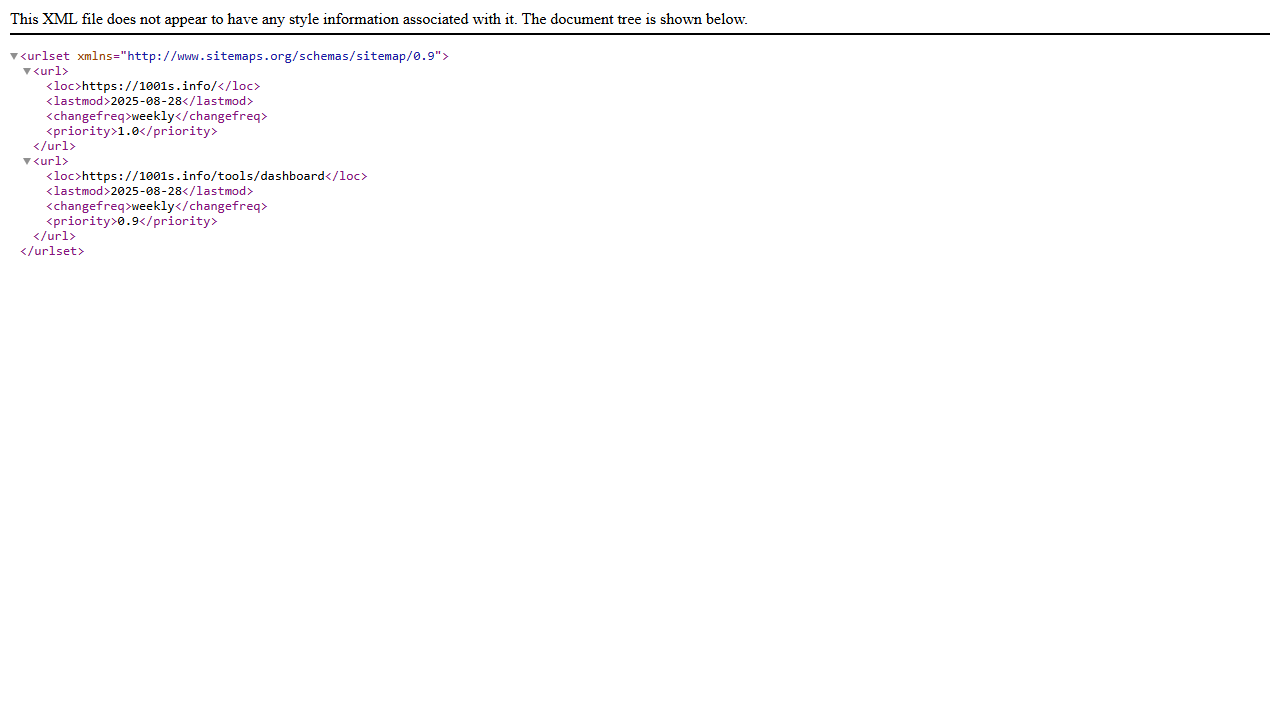 This XML file does not appear to have any style information associated with it. The document tree is shown below.
<urlset xmlns="http://www.sitemaps.org/schemas/sitemap/0.9">
<url>
<loc>https://1001s.info/</loc>
<lastmod>2025-08-28</lastmod>
<changefreq>weekly</changefreq>
<priority>1.0</priority>
</url>
<url>
<loc>https://1001s.info/tools/dashboard</loc>
<lastmod>2025-08-28</lastmod>
<changefreq>weekly</changefreq>
<priority>0.9</priority>
</url>
</urlset>